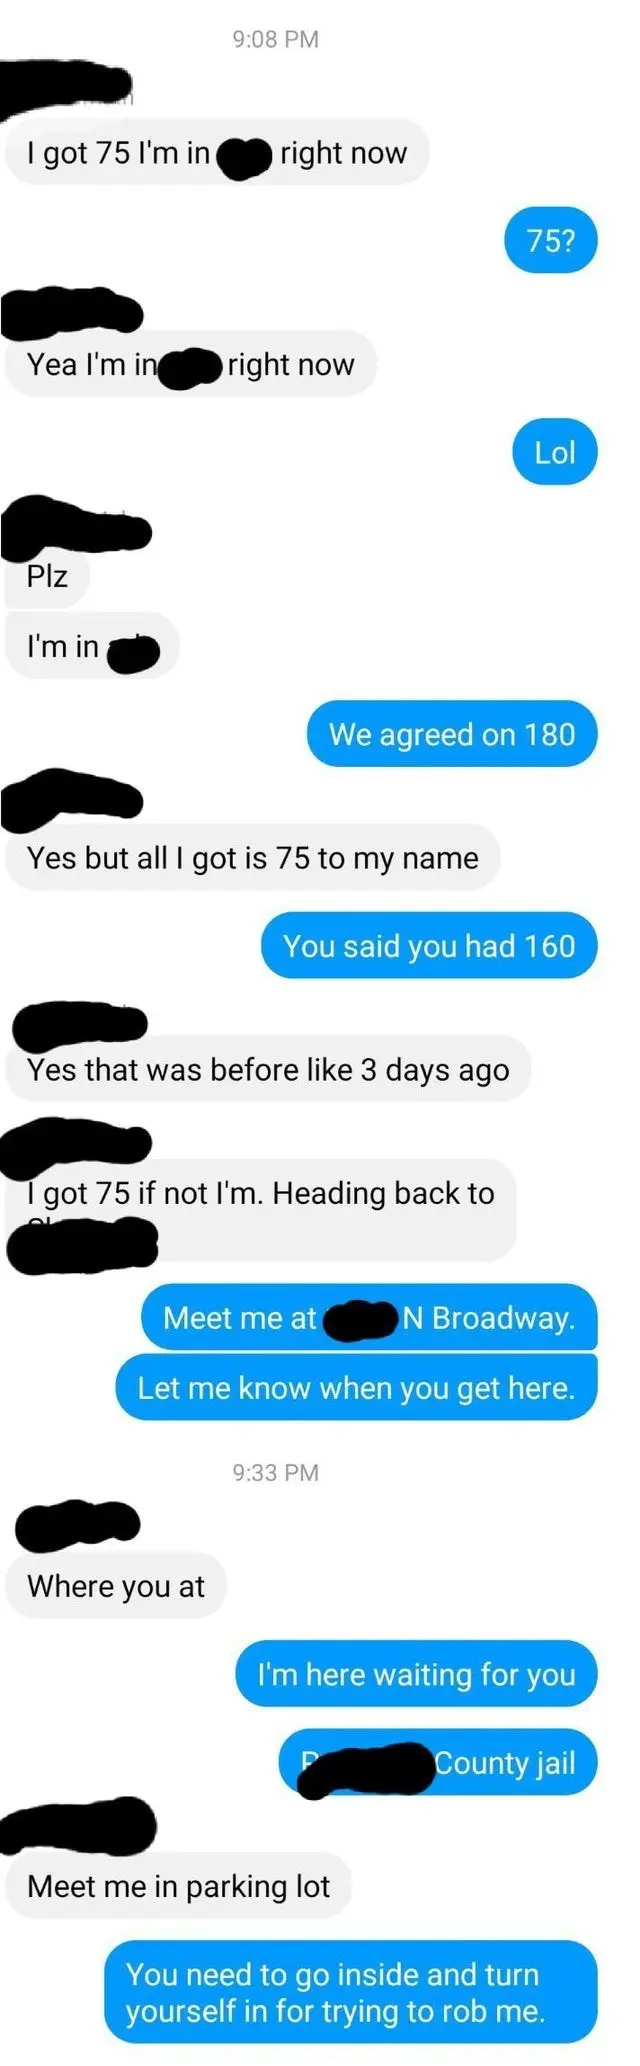 9:08 PM
I got 75 I'm in right now
75?
Yea I'm in right now
Lol
Plz
I'm in
We agreed on 180
Yes but all I got is 75 to my name
You said you had 160
Yes that was before like 3 days ago
I got 75 if not I'm. Heading back to
Meet me at N Broadway.
Let me know when you get here.
9:33 PM
Where you at
I'm here waiting for you
County jail
Meet me in parking lot
You need to go inside and turn
yourself in for trying to rob me.